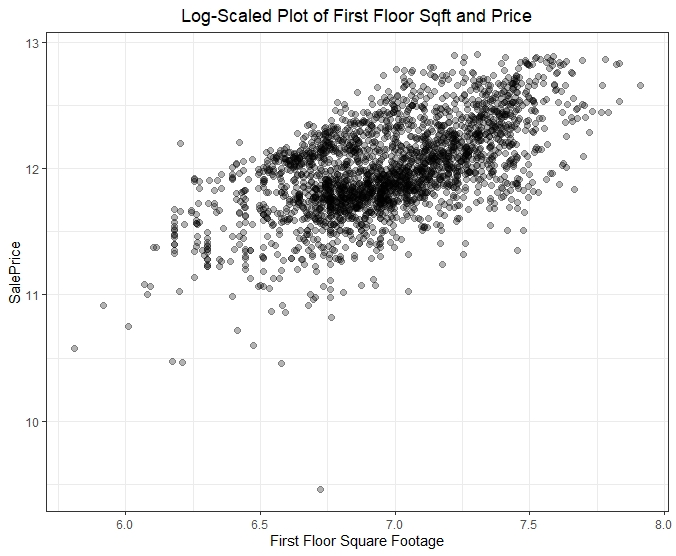 Log-Scaled Plot of First Floor Sqft and Price
13
12
11
10
SalePrice
6.0 6.5 7.0 7.5 8.0
First Floor Square Footage